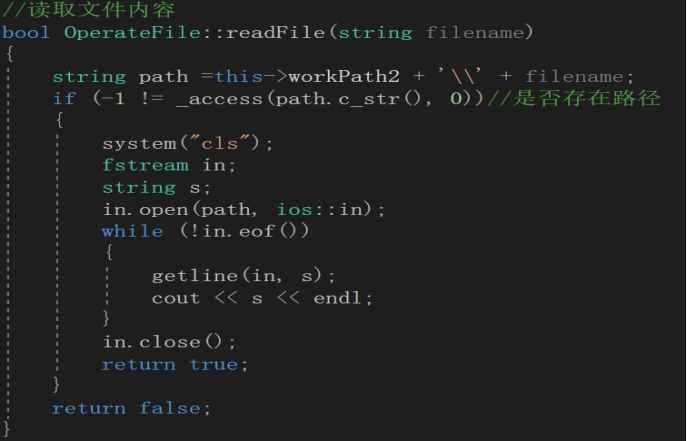 //读取文件内容
bool OperateFile::readFile(string filename)
{
string path =this->workPath2 + '\\' + filename;
if (-1 != _access(path.c_str(), 0))//是否存在路径
{
system("cls");
fstream in;
string s;
in.open(path, ios::in);
while (!in.eof())
{
getline(in, s);
cout << s << endl;
}
in.close();
return true;
}
return false;
}